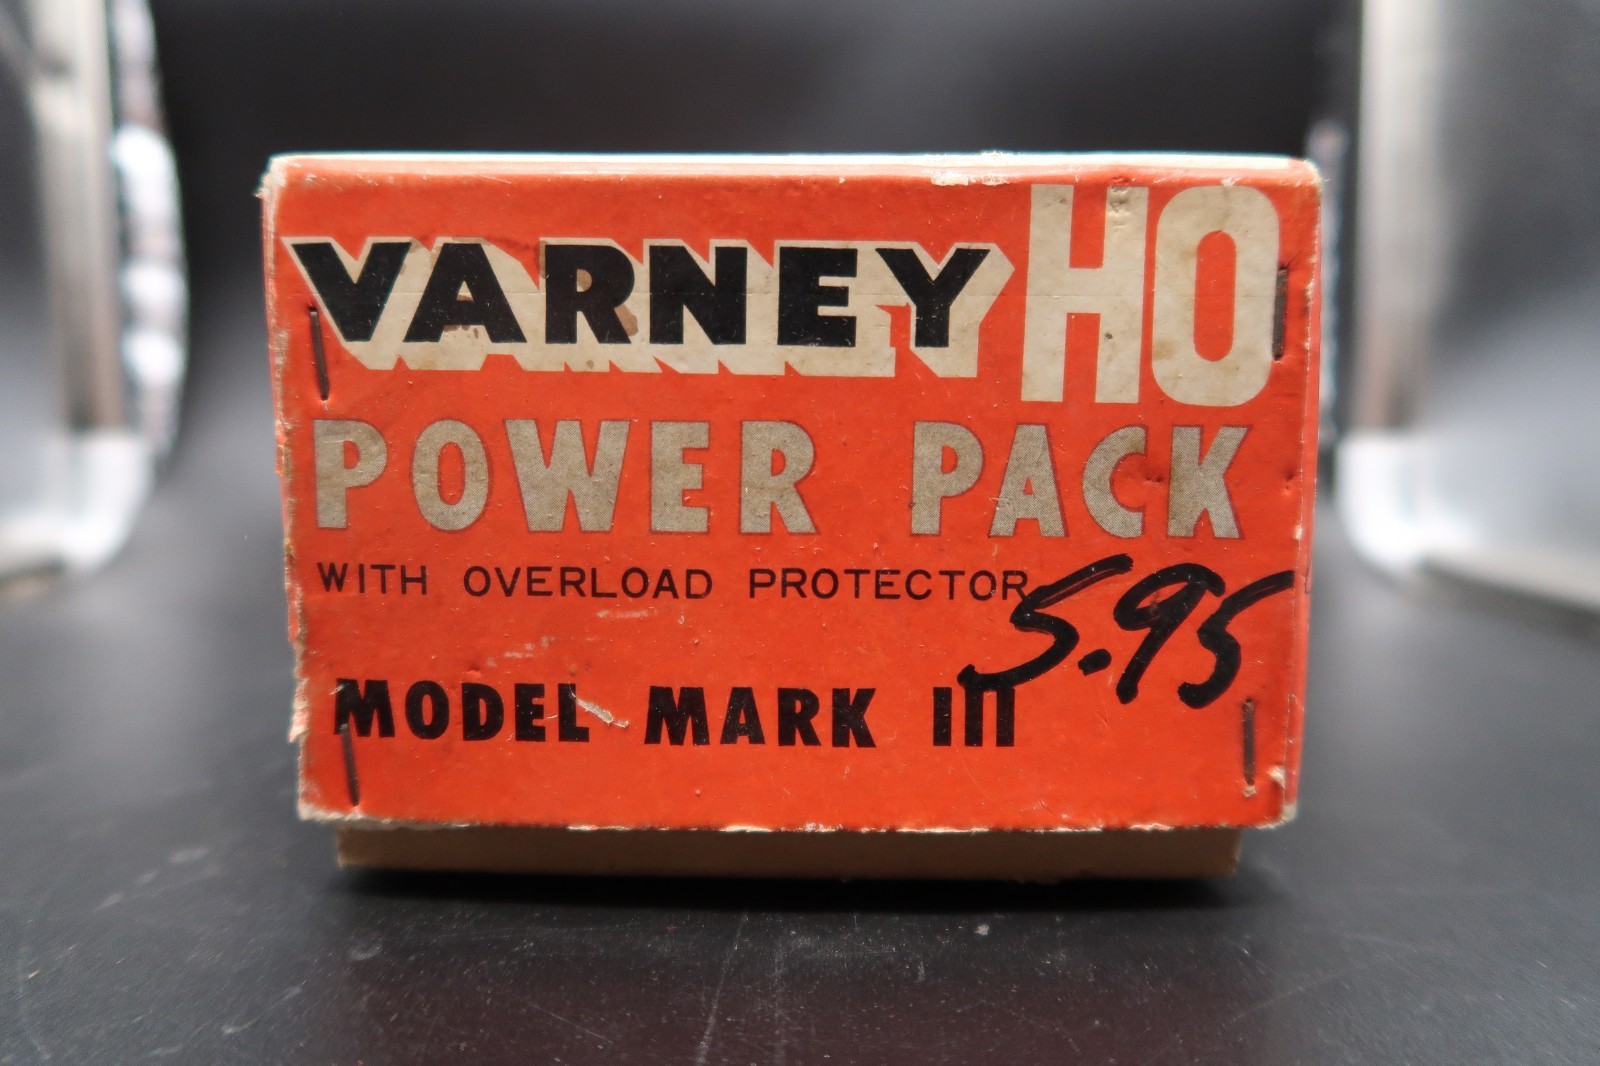 VARNEY HO
POWER PACK
WITH OVERLOAD PROTECTOR
5.95
MODEL MARK III